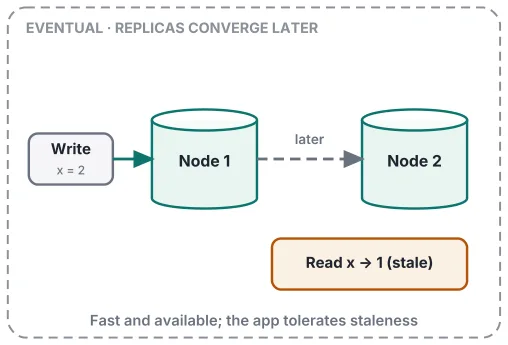 EVENTUAL · REPLICAS CONVERGE LATER
Write
x = 2
Node 1
later
Node 2
Read x → 1 (stale)
Fast and available; the app tolerates staleness